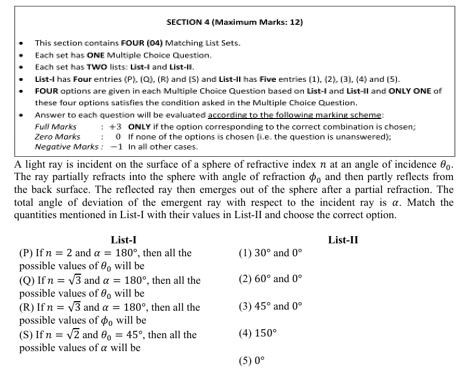 SECTION 4 (Maximum Marks: 12)
• This section contains FOUR (04) Matching List Sets.
• Each set has ONE Multiple Choice Question.
• Each set has TWO lists: List-I and List-II.
• List-I has Four entries (P), (Q), (R) and (S) and List-II has Five entries (1), (2), (3), (4) and (5).
• FOUR options are given in each Multiple Choice Question based on List-I and List-II and ONLY ONE of
these four options satisfies the condition asked in the Multiple Choice Question.
• Answer to each question will be evaluated according to the following marking scheme:
Full Marks : +3 ONLY if the option corresponding to the correct combination is chosen;
Zero Marks : 0 If none of the options is chosen (i.e. the question is unanswered);
Negative Marks : −1 In all other cases.
A light ray is incident on the surface of a sphere of refractive index n at an angle of incidence θ₀.
The ray partially refracts into the sphere with angle of refraction ϕ₀ and then partly reflects from
the back surface. The reflected ray then emerges out of the sphere after a partial refraction. The
total angle of deviation of the emergent ray with respect to the incident ray is α. Match the
quantities mentioned in List-I with their values in List-II and choose the correct option.
List-I List-II
(P) If n = 2 and α = 180°, then all the (1) 30° and 0°
possible values of θ₀ will be
(Q) If n = √3 and α = 180°, then all the (2) 60° and 0°
possible values of θ₀ will be
(R) If n = √3 and α = 180°, then all the (3) 45° and 0°
possible values of ϕ₀ will be
(S) If n = √2 and θ₀ = 45°, then all the (4) 150°
possible values of α will be
(5) 0°